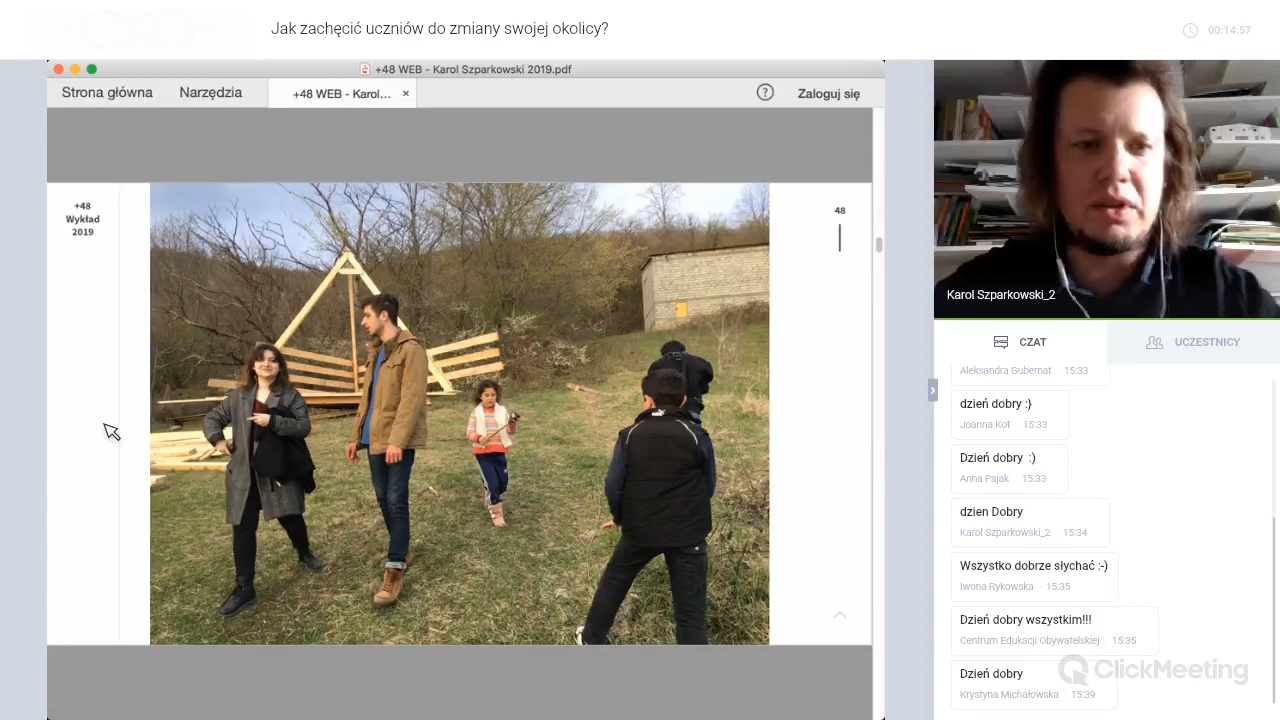 Jak zachęcić uczniów do zmiany swojej okolicy?
00:14:57
+48 WEB - Karol Szparkowski 2019.pdf
Strona główna
Narzędzia
+48 WEB - Karol...
×
?
Zaloguj się
+48
Wykład
2019
48
Karol Szparkowski_2
CZAT
UCZESTNICY
Aleksandra Gubernat 15:33
dzień dobry :}
Joanna Kot 15:33
Dzień dobry :)
Anna Pajak 15:33
dzien Dobry
Karol Szparkowski_2 15:34
Wszystko dobrze słychać :-)
Iwona Rykowska 15:35
Dzień dobry wszystkim!!!
Centrum Edukacji Obywatelskiej 15:35
Dzień dobry
Krystyna Michałowska 15:39
ClickMeeting